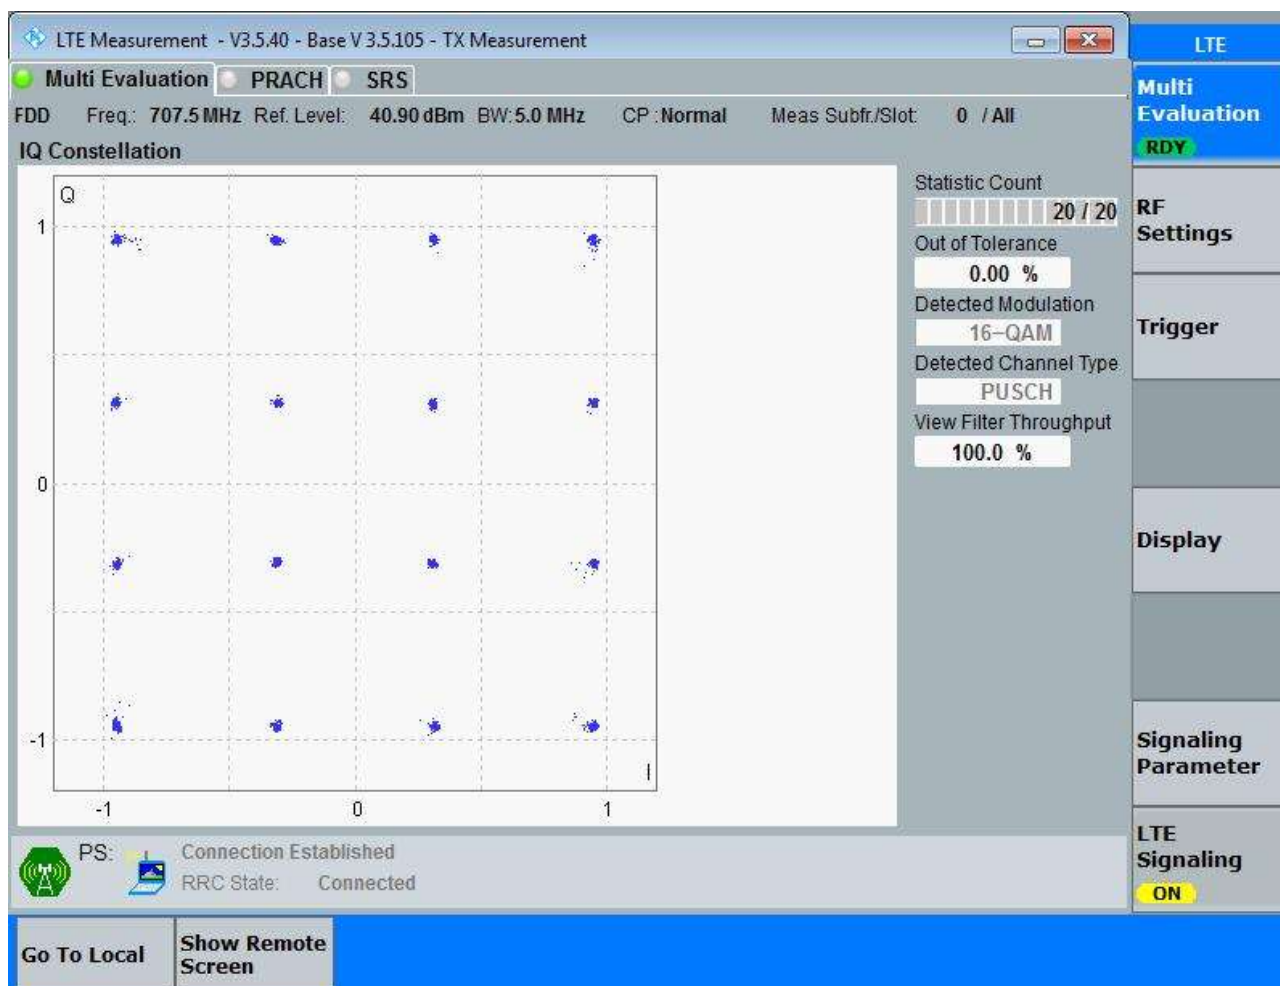 LTE Measurement - V3.5.40 - Base V 3.5.105 - TX Measurement
LTE
Multi Evaluation PRACH SRS
Multi
Evaluation
RDY
FDD Freq.: 707.5 MHz Ref. Level: 40.90 dBm BW: 5.0 MHz CP : Normal Meas Subfr./Slot: 0 / All
IQ Constellation
Q
1
0
-1
I
-1 0 1
Statistic Count
20 / 20
Out of Tolerance
0.00 %
Detected Modulation
16-QAM
Detected Channel Type
PUSCH
View Filter Throughput
100.0 %
RF
Settings
Trigger
Display
Signaling
Parameter
LTE
Signaling
ON
PS: Connection Established
RRC State: Connected
Go To Local
Show Remote
Screen